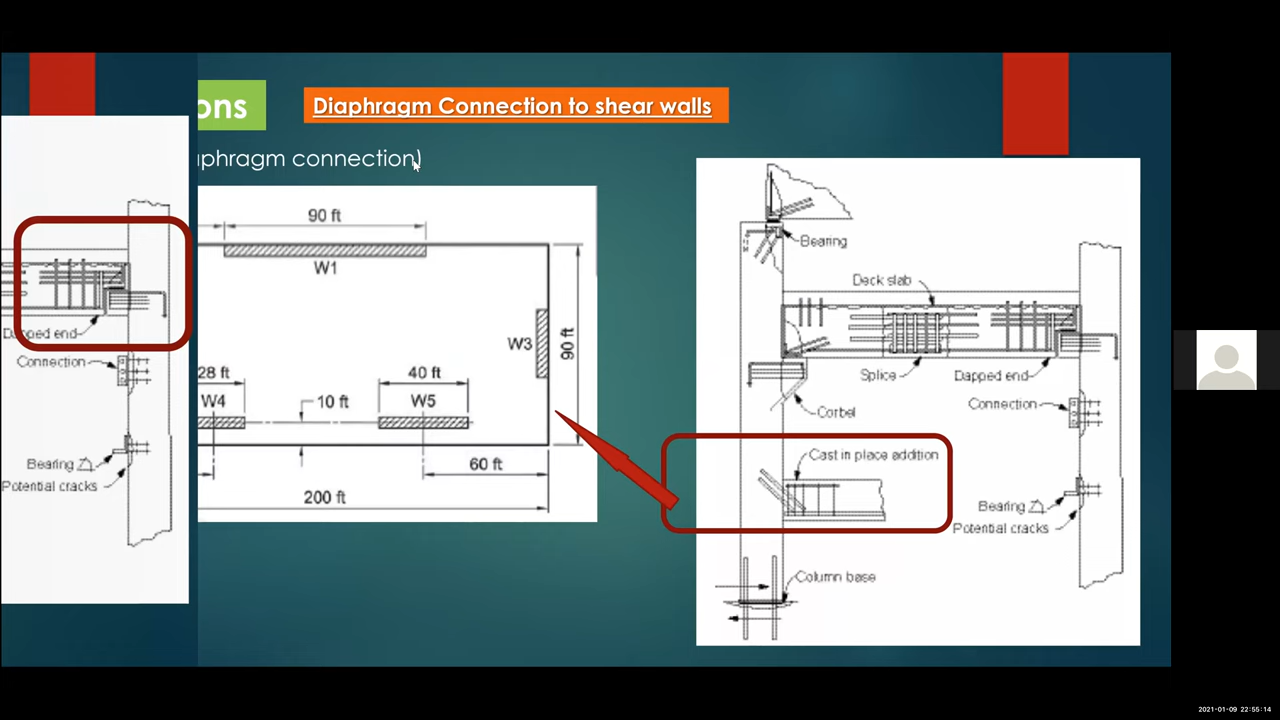 ons
Diaphragm Connection to shear walls
aphragm connection)
90 ft
W1
W3
90 ft
28 ft
W4
40 ft
W5
10 ft
60 ft
200 ft
Dapped end
Connection
Bearing
Potential cracks
Bearing
Deck slab
Splice
Dapped end
Corbel
Connection
Cast in place addition
Bearing
Potential cracks
Column base
2021-01-09 22:55:14